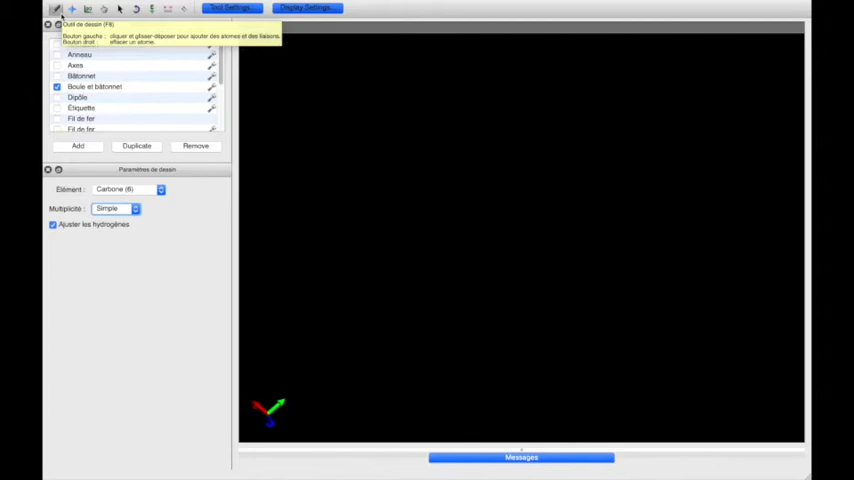 Tool Settings...
Display Settings...
Outil de dessin (F8)
Bouton gauche : cliquer et glisser-déposer pour ajouter des atomes et des liaisons.
Bouton droit : effacer un atome.
Anneau
Axes
Bâtonnet
Boule et bâtonnet
Dipôle
Étiquette
Fil de fer
Fil de fer
Add
Duplicate
Remove
Paramètres de dessin
Elément :
Carbone (6)
Multiplicité :
Simple
Ajuster les hydrogènes
Messages